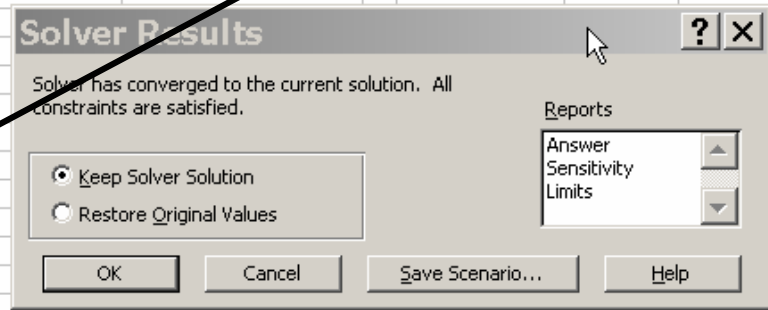 Solver Results
Solver has converged to the current solution. All
constraints are satisfied.
Reports
Answer
Sensitivity
Limits
Keep Solver Solution
Restore Original Values
OK
Cancel
Save Scenario...
Help